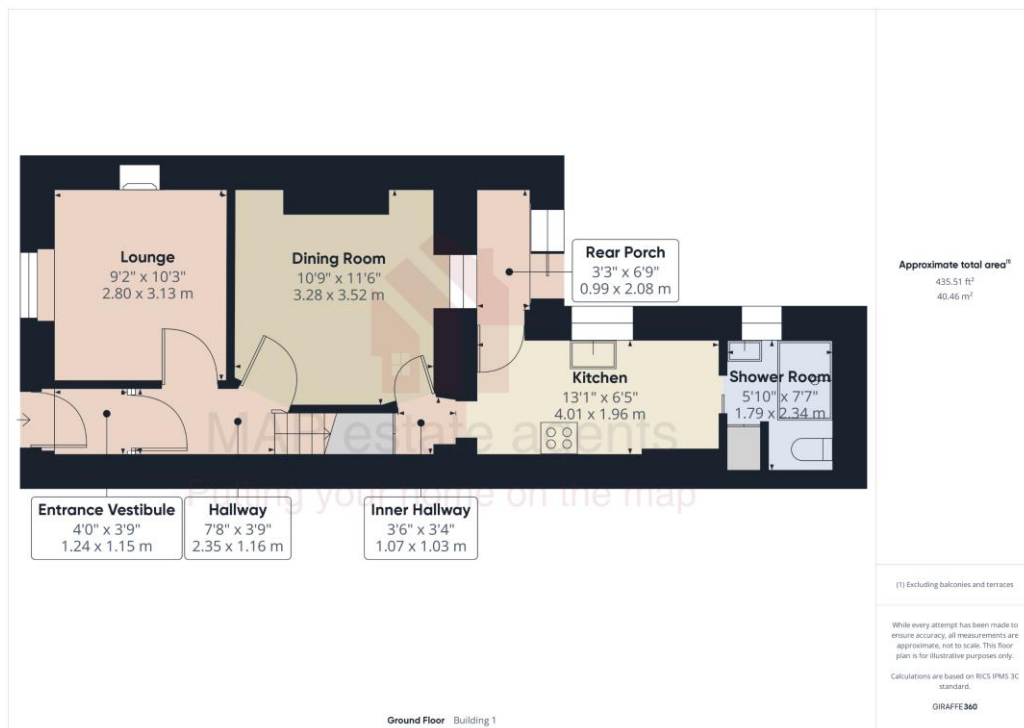 Lounge
9'2" x 10'3"
2.80 x 3.13 m
Dining Room
10'9" x 11'6"
3.28 x 3.52 m
Rear Porch
3'3" x 6'9"
0.99 x 2.08 m
Kitchen
13'1" x 6'5"
4.01 x 1.96 m
Shower Room
5'10" x 7'7"
1.79 x 2.34 m
MAP estate agents
Putting your home on the map
Entrance Vestibule
4'0" x 3'9"
1.24 x 1.15 m
Hallway
7'8" x 3'9"
2.35 x 1.16 m
Inner Hallway
3'6" x 3'4"
1.07 x 1.03 m
Ground Floor Building 1
Approximate total area(1)
435.51 ft²
40.46 m²
(1) Excluding balconies and terraces
While every attempt has been made to
ensure accuracy, all measurements are
approximate, not to scale. This floor
plan is for illustrative purposes only.
Calculations are based on RICS IPMS 3C
standard.
GIRAFFE360